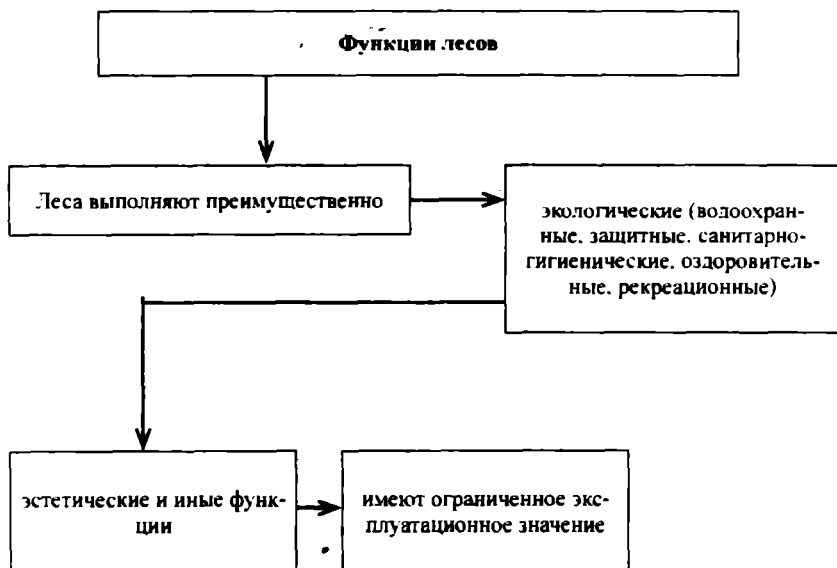 Функции лесов
Леса выполняют преимущественно
экологические (водоохран-
ные, защитные, санитарно-
гигиенические, оздоровитель-
ные, рекреационные)
эстетические и иные функ-
ции
имеют ограниченное экс-
плуатационное значение